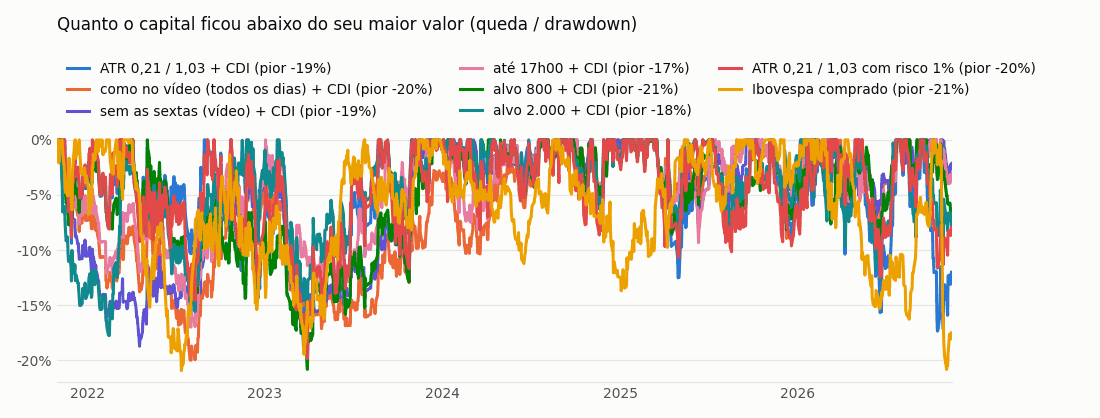 Quanto o capital ficou abaixo do seu maior valor (queda / drawdown)
ATR 0,21 / 1,03 + CDI (pior -19%)
como no vídeo (todos os dias) + CDI (pior -20%)
sem as sextas (vídeo) + CDI (pior -19%)
até 17h00 + CDI (pior -17%)
alvo 800 + CDI (pior -21%)
alvo 2.000 + CDI (pior -18%)
ATR 0,21 / 1,03 com risco 1% (pior -20%)
Ibovespa comprado (pior -21%)
0%
-5%
-10%
-15%
-20%
2022 2023 2024 2025 2026